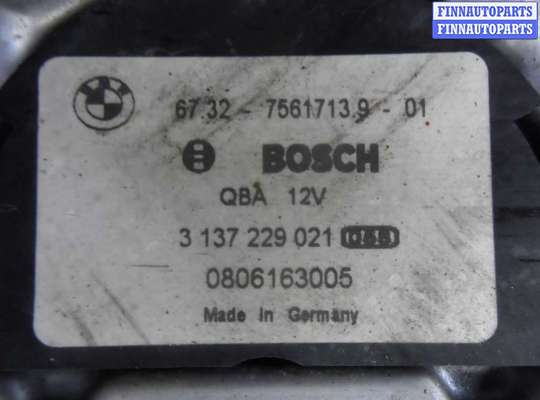 FINNAUTOPARTS
FINNAUTOPARTS
67 32 - 7561713.9 - 01
BOSCH
QBA 12V
3 137 229 021
0806163005
Made in Germany